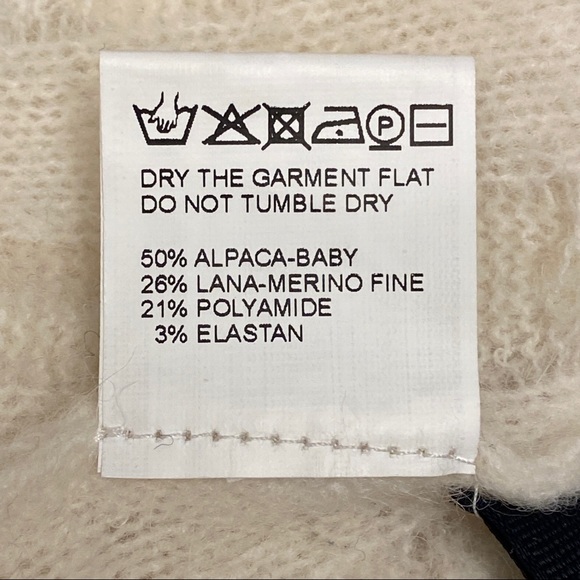 P
DRY THE GARMENT FLAT
DO NOT TUMBLE DRY
50% ALPACA-BABY
26% LANA-MERINO FINE
21% POLYAMIDE
3% ELASTAN